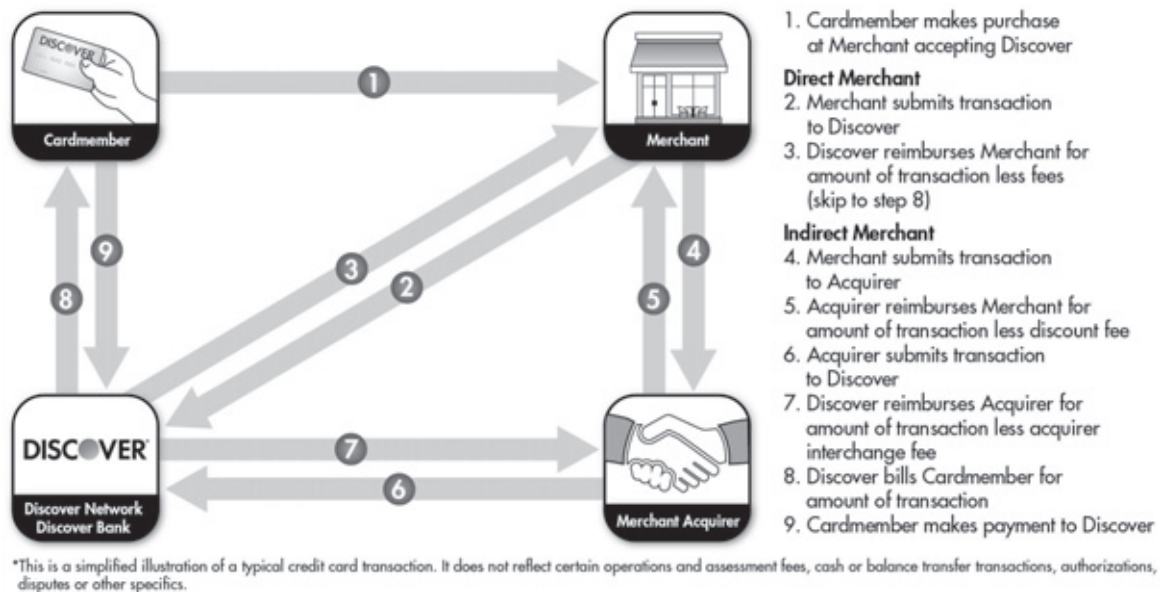 DISCOVER
Cardmember
1
Merchant
9
8
3
2
4
5
DISCOVER
Discover Network
Discover Bank
7
6
Merchant Acquirer
1. Cardmember makes purchase
at Merchant accepting Discover
Direct Merchant
2. Merchant submits transaction
to Discover
3. Discover reimburses Merchant for
amount of transaction less fees
(skip to step 8)
Indirect Merchant
4. Merchant submits transaction
to Acquirer
5. Acquirer reimburses Merchant for
amount of transaction less discount fee
6. Acquirer submits transaction
to Discover
7. Discover reimburses Acquirer for
amount of transaction less acquirer
interchange fee
8. Discover bills Cardmember for
amount of transaction
9. Cardmember makes payment to Discover
*This is a simplified illustration of a typical credit card transaction. It does not reflect certain operations and assessment fees, cash or balance transfer transactions, authorizations,
disputes or other specifics.